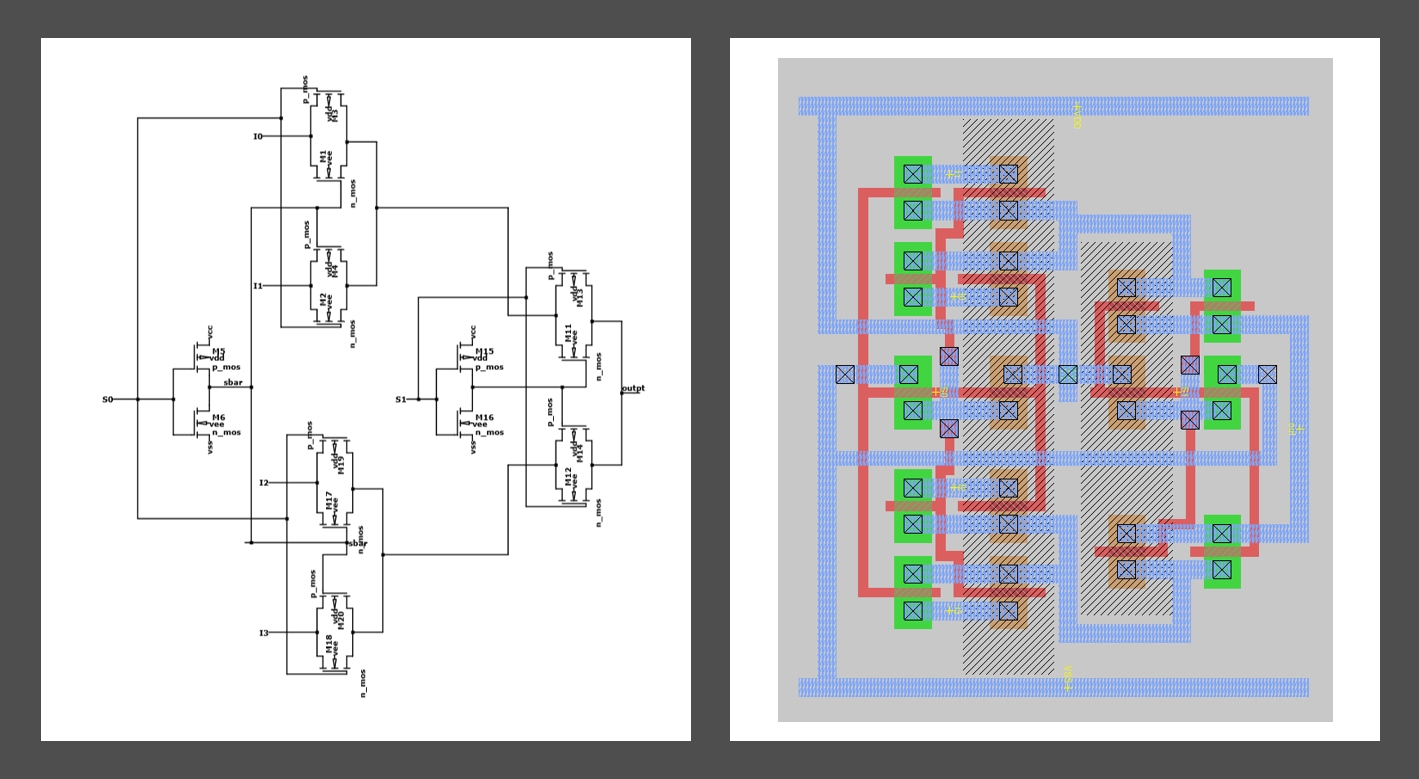 p_mos
vdd
M3
I0
M1
vee
n_mos
p_mos
vdd
M4
I1
M2
vee
n_mos
vcc
M5
vdd
p_mos
sbar
S0
M6
vee
n_mos
vss
p_mos
vdd
M19
I2
M17
vee
n_mos
sbar
p_mos
vdd
M20
I3
M18
vee
n_mos
vcc
M15
vdd
p_mos
S1
M16
vee
n_mos
vss
p_mos
vdd
M13
M11
vee
n_mos
outpt
p_mos
vdd
M14
M12
vee
n_mos